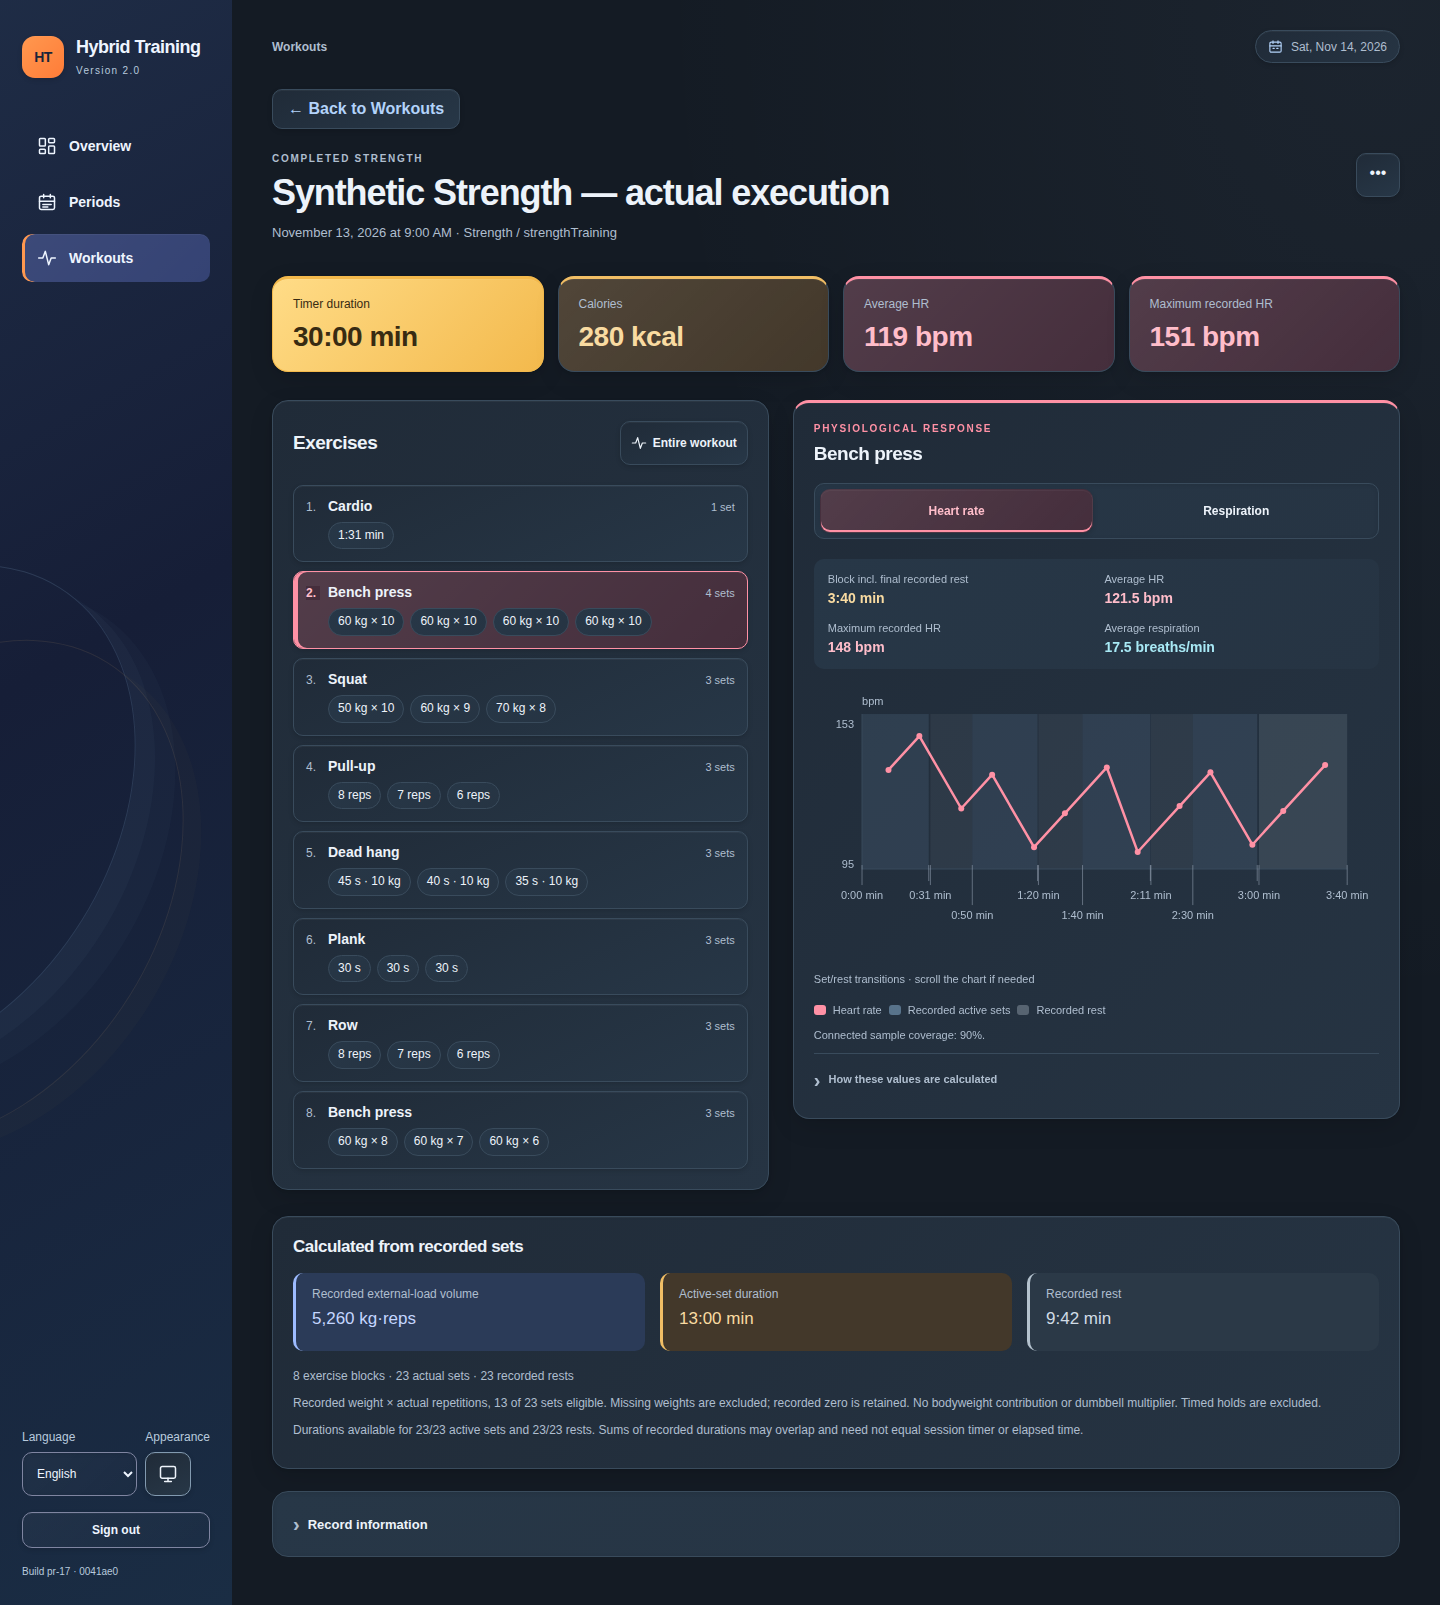 HT
Hybrid Training
Version 2.0
Overview
Periods
Workouts
Language
Appearance
English
Sign out
Build pr-17 · 0041ae0
Workouts
Sat, Nov 14, 2026
← Back to Workouts
COMPLETED STRENGTH
Synthetic Strength — actual execution
•••
November 13, 2026 at 9:00 AM · Strength / strengthTraining
Timer duration
30:00 min
Calories
280 kcal
Average HR
119 bpm
Maximum recorded HR
151 bpm
Exercises
Entire workout
1. Cardio 1 set
1:31 min
2. Bench press 4 sets
60 kg × 10 60 kg × 10 60 kg × 10 60 kg × 10
3. Squat 3 sets
50 kg × 10 60 kg × 9 70 kg × 8
4. Pull-up 3 sets
8 reps 7 reps 6 reps
5. Dead hang 3 sets
45 s · 10 kg 40 s · 10 kg 35 s · 10 kg
6. Plank 3 sets
30 s 30 s 30 s
7. Row 3 sets
8 reps 7 reps 6 reps
8. Bench press 3 sets
60 kg × 8 60 kg × 7 60 kg × 6
PHYSIOLOGICAL RESPONSE
Bench press
Heart rate Respiration
Block incl. final recorded rest
3:40 min
Average HR
121.5 bpm
Maximum recorded HR
148 bpm
Average respiration
17.5 breaths/min
bpm
153
95
0:00 min 0:31 min 1:20 min 2:11 min 3:00 min 3:40 min
0:50 min 1:40 min 2:30 min
Set/rest transitions · scroll the chart if needed
Heart rate Recorded active sets Recorded rest
Connected sample coverage: 90%.
› How these values are calculated
Calculated from recorded sets
Recorded external-load volume
5,260 kg·reps
Active-set duration
13:00 min
Recorded rest
9:42 min
8 exercise blocks · 23 actual sets · 23 recorded rests
Recorded weight × actual repetitions, 13 of 23 sets eligible. Missing weights are excluded; recorded zero is retained. No bodyweight contribution or dumbbell multiplier. Timed holds are excluded.
Durations available for 23/23 active sets and 23/23 rests. Sums of recorded durations may overlap and need not equal session timer or elapsed time.
› Record information